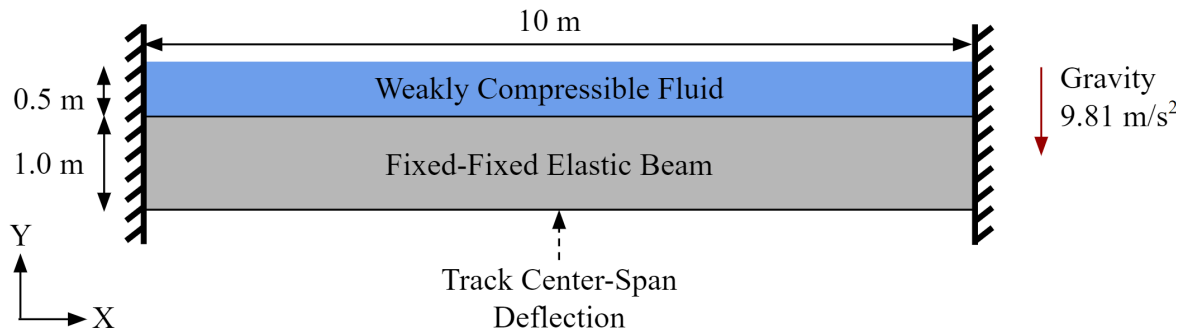 10 m
Weakly Compressible Fluid
0.5 m
Gravity
9.81 m/s²
1.0 m
Fixed-Fixed Elastic Beam
Y
X
Track Center-Span
Deflection